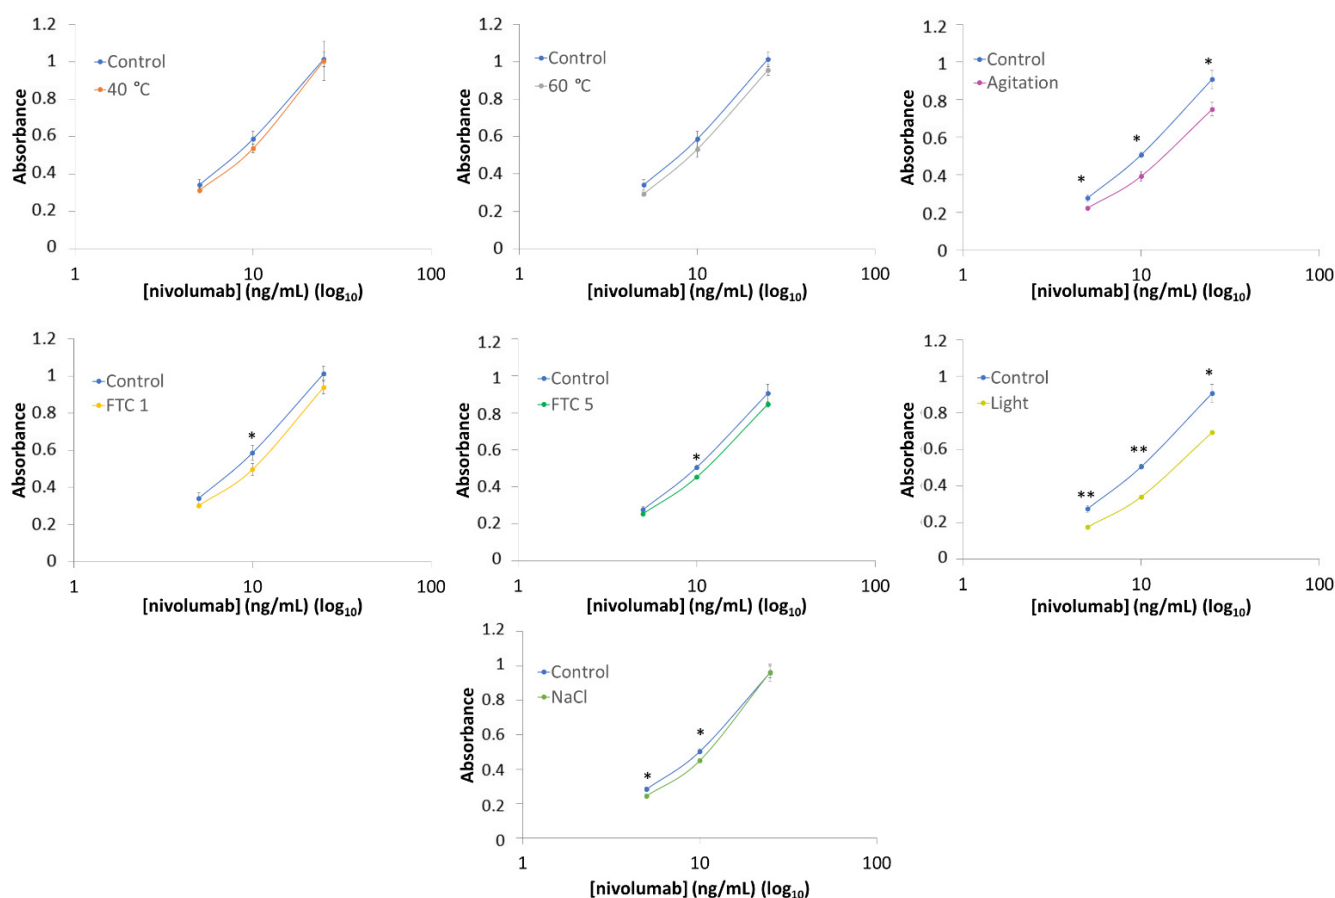 1.2
1
0.8
0.6
0.4
0.2
0
Absorbance
Control
40 °C
1
10
100
[nivolumab] (ng/mL) (log10)
1.2
1
0.8
0.6
0.4
0.2
0
Absorbance
Control
60 °C
1
10
100
[nivolumab] (ng/mL) (log10)
1.2
1
0.8
0.6
0.4
0.2
0
Absorbance
Control
Agitation
*
*
*
1
10
100
[nivolumab] (ng/mL) (log10)
1.2
1
0.8
0.6
0.4
0.2
0
Absorbance
Control
FTC 1
*
1
10
100
[nivolumab] (ng/mL) (log10)
1.2
1
0.8
0.6
0.4
0.2
0
Absorbance
Control
FTC 5
*
1
10
100
[nivolumab] (ng/mL) (log10)
1.2
1
0.8
0.6
0.4
0.2
0
Absorbance
Control
Light
**
**
*
1
10
100
[nivolumab] (ng/mL) (log10)
1.2
1
0.8
0.6
0.4
0.2
0
Absorbance
Control
NaCl
*
*
1
10
100
[nivolumab] (ng/mL) (log10)